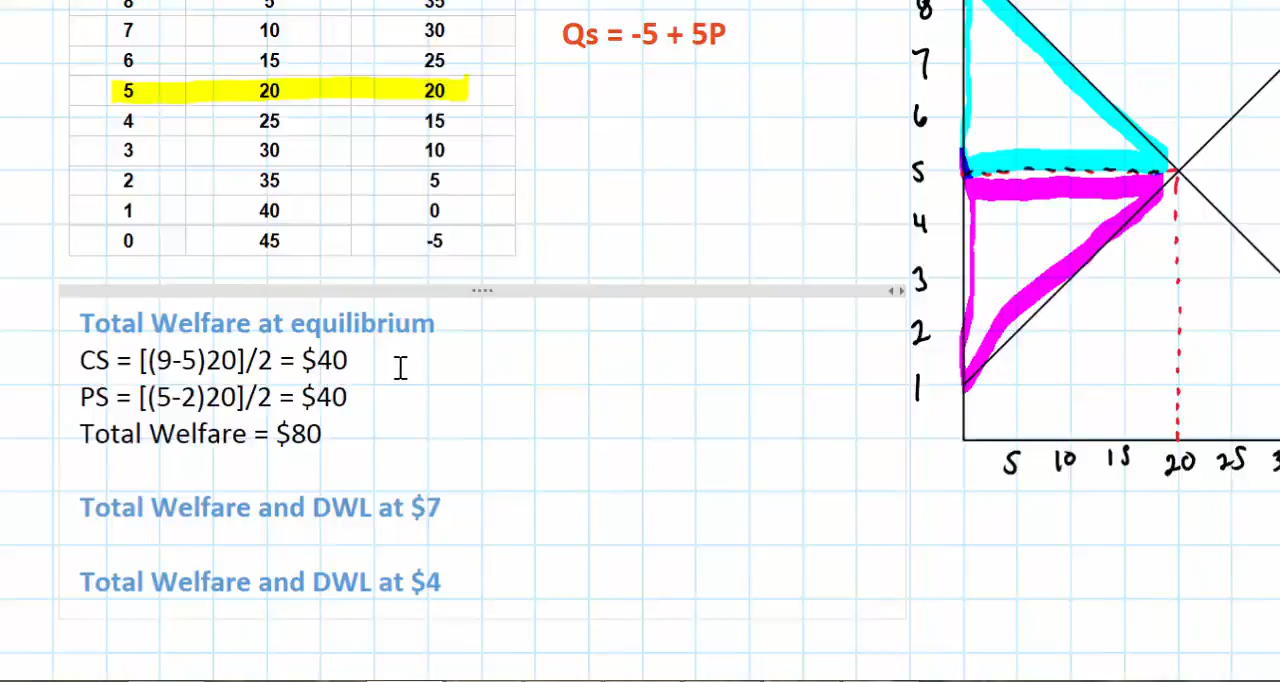 8 5 35
Qs = -5 + 5P
7 10 30
6 15 25
5 20 20
4 25 15
3 30 10
2 35 5
1 40 0
0 45 -5
Total Welfare at equilibrium
CS = [(9-5)20]/2 = $40
PS = [(5-2)20]/2 = $40
Total Welfare = $80
Total Welfare and DWL at $7
Total Welfare and DWL at $4
8
7
6
5
4
3
2
1
5 10 15 20 25